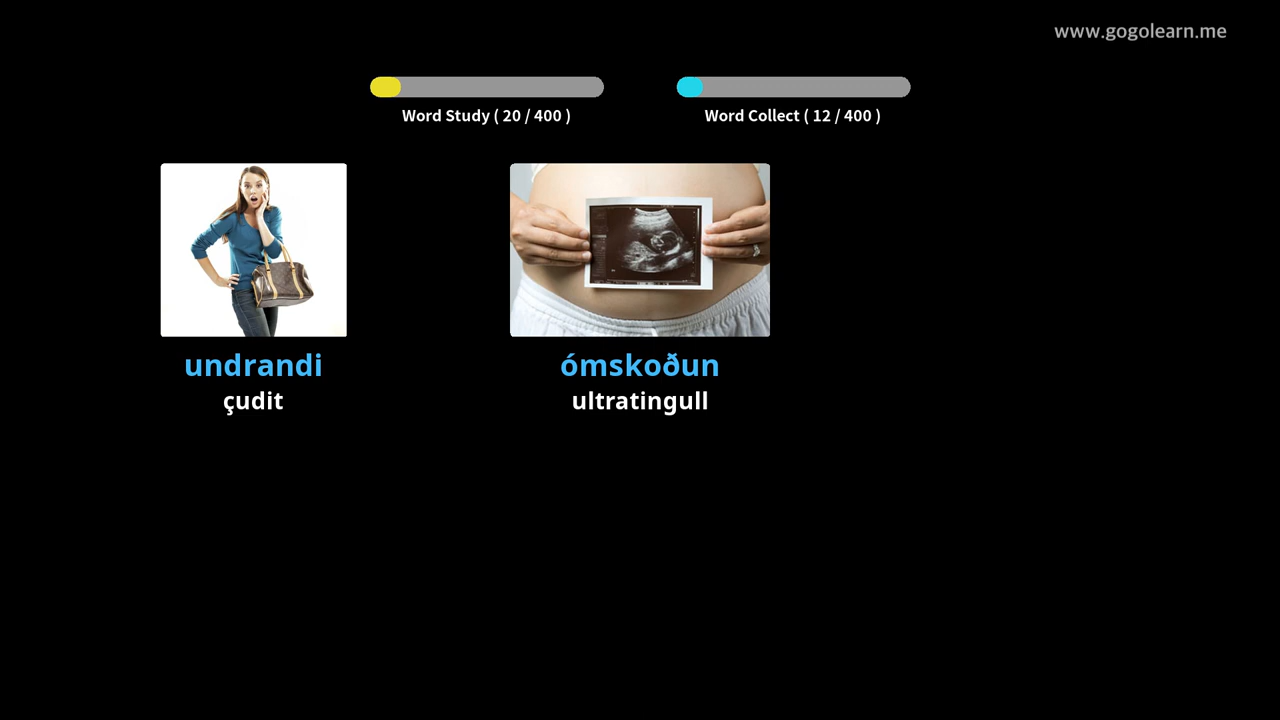 www.gogolearn.me
Word Study ( 20 / 400 )
Word Collect ( 12 / 400 )
undrandi
çudit
ómskoðun
ultratingull